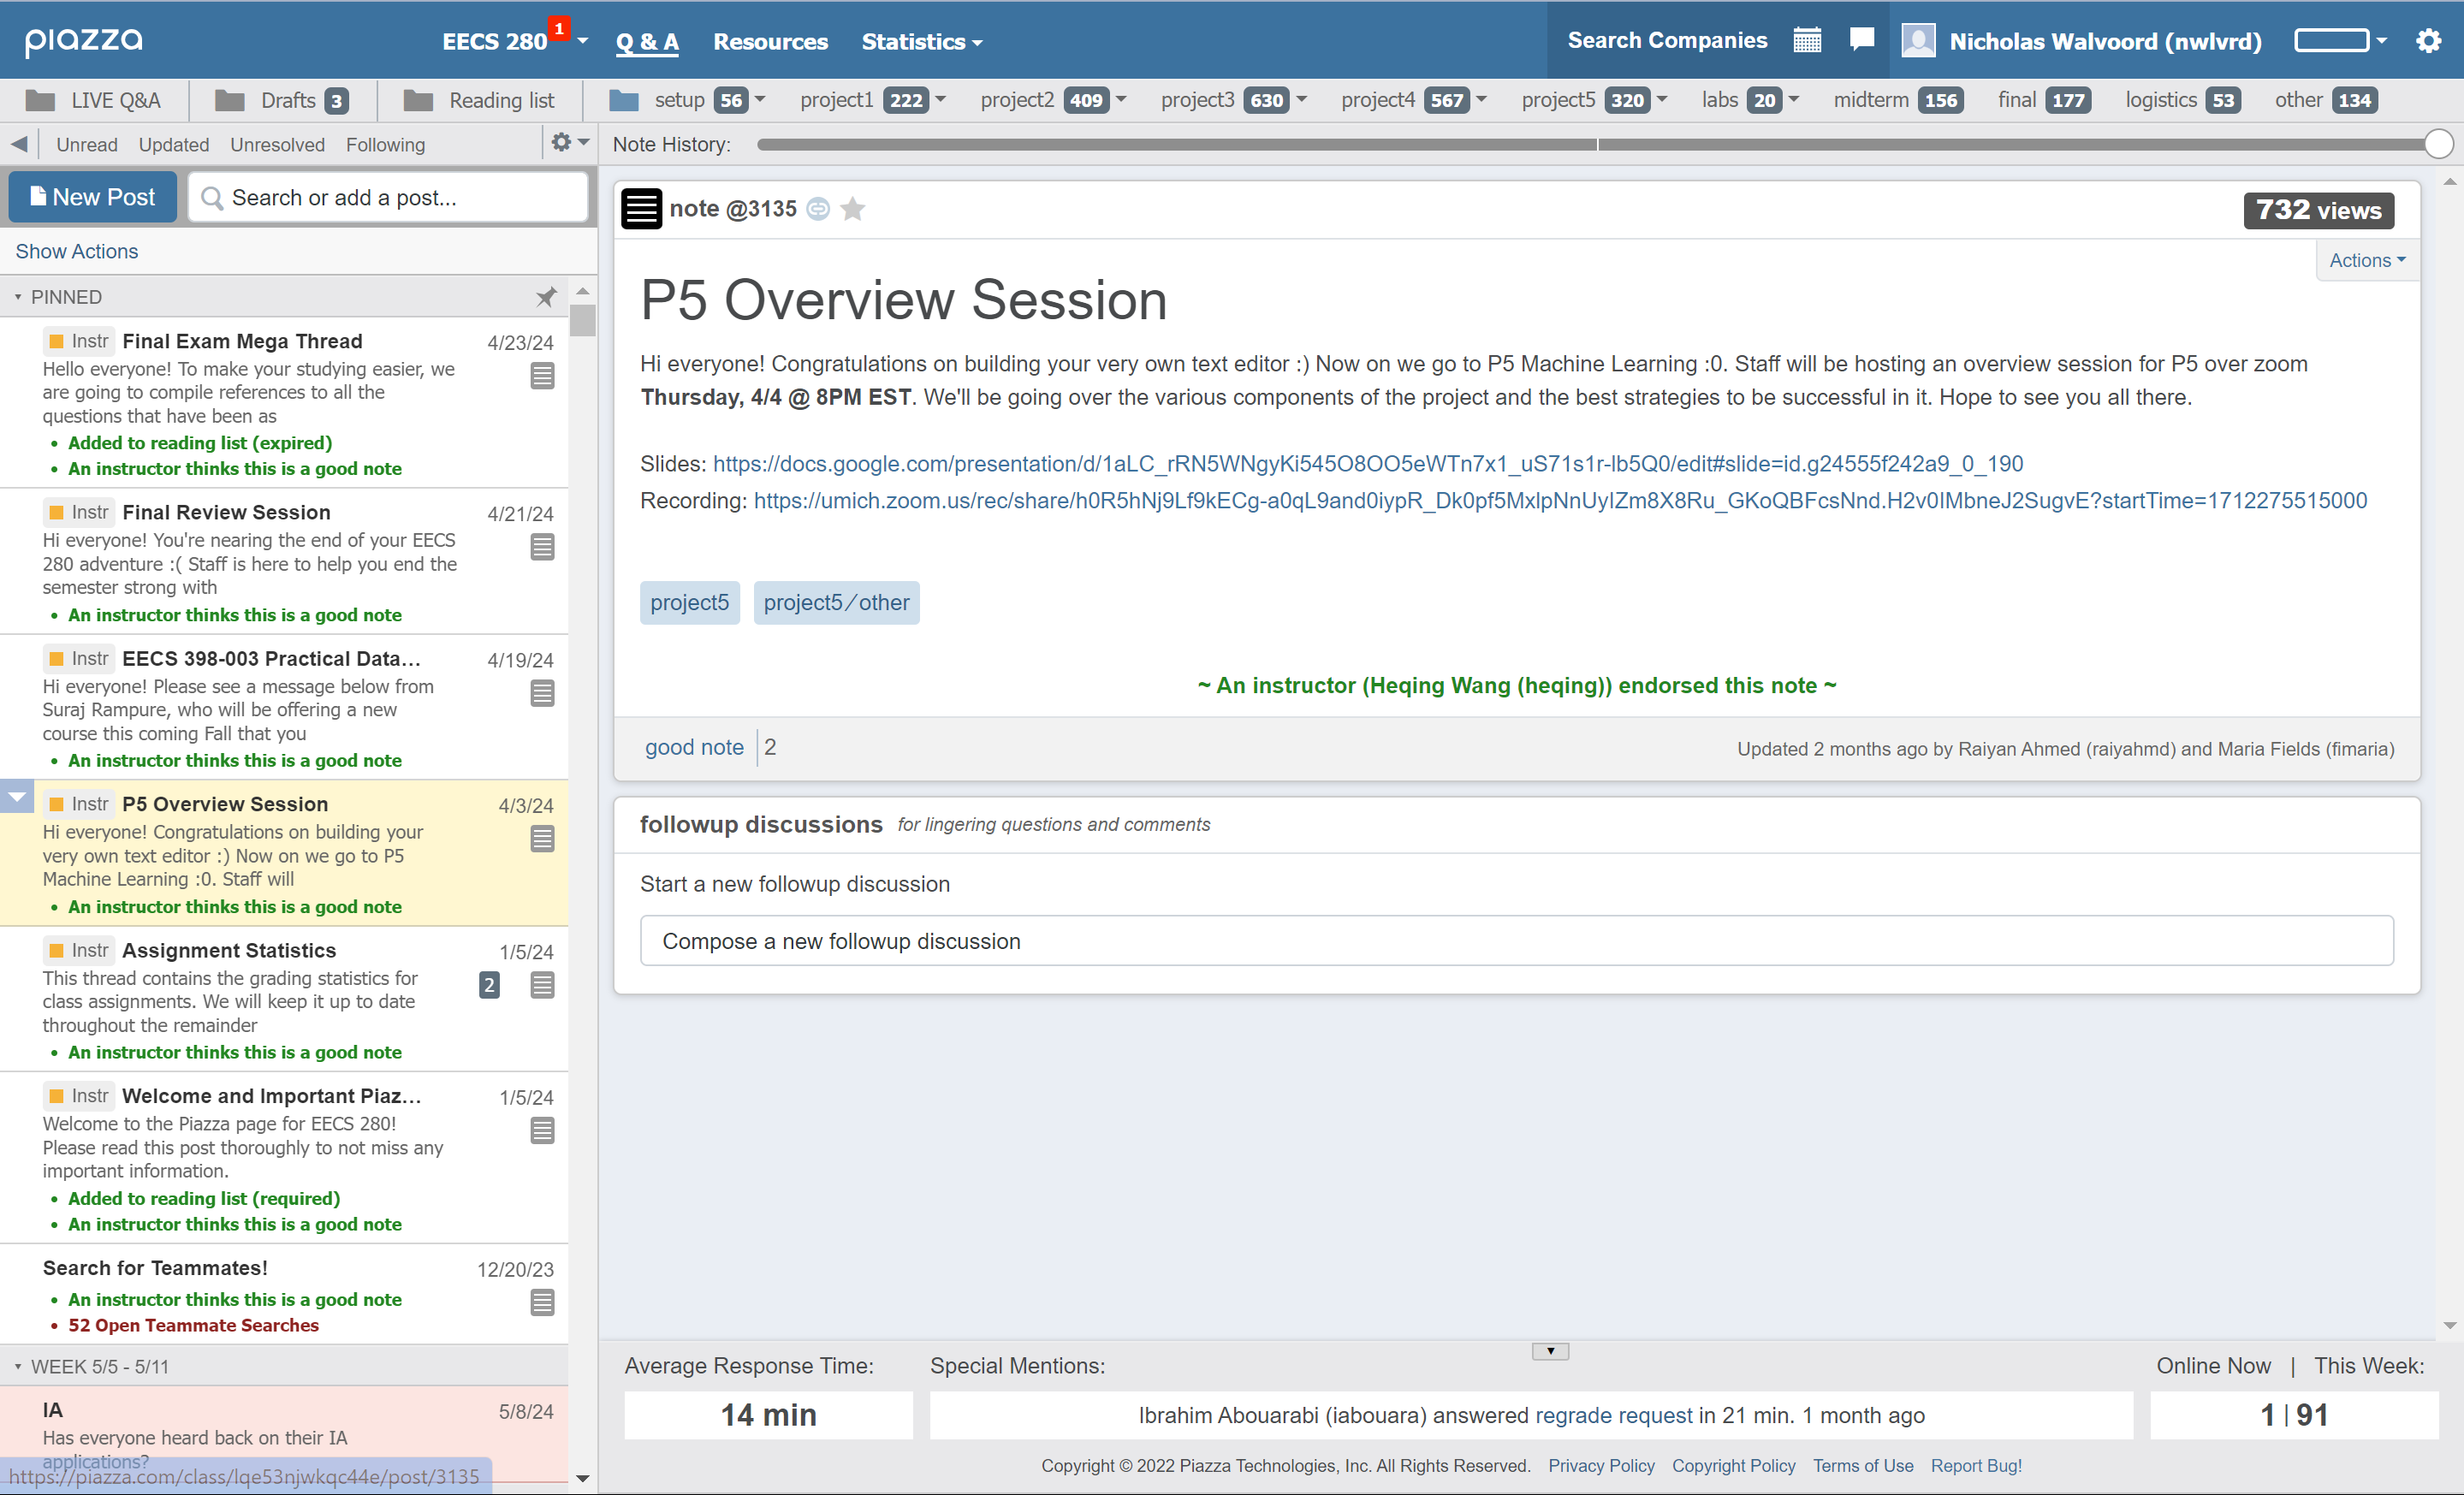 piazza
EECS 280 1 Q & A Resources Statistics Search Companies Nicholas Walvoord (nwlvrd)
LIVE Q&A Drafts 3 Reading list setup 56 project1 222 project2 409 project3 630 project4 567 project5 320 labs 20 midterm 156 final 177 logistics 53 other 134
Unread Updated Unresolved Following
Note History:
New Post
Search or add a post...
Show Actions
PINNED
Instr Final Exam Mega Thread 4/23/24
Hello everyone! To make your studying easier, we
are going to compile references to all the
questions that have been as
• Added to reading list (expired)
• An instructor thinks this is a good note
Instr Final Review Session 4/21/24
Hi everyone! You're nearing the end of your EECS
280 adventure :( Staff is here to help you end the
semester strong with
• An instructor thinks this is a good note
Instr EECS 398-003 Practical Data... 4/19/24
Hi everyone! Please see a message below from
Suraj Rampure, who will be offering a new
course this coming Fall that you
• An instructor thinks this is a good note
Instr P5 Overview Session 4/3/24
Hi everyone! Congratulations on building your
very own text editor :) Now on we go to P5
Machine Learning :0. Staff will
• An instructor thinks this is a good note
Instr Assignment Statistics 1/5/24
This thread contains the grading statistics for
2
class assignments. We will keep it up to date
throughout the remainder
• An instructor thinks this is a good note
Instr Welcome and Important Piaz... 1/5/24
Welcome to the Piazza page for EECS 280!
Please read this post thoroughly to not miss any
important information.
• Added to reading list (required)
• An instructor thinks this is a good note
Search for Teammates! 12/20/23
• An instructor thinks this is a good note
• 52 Open Teammate Searches
WEEK 5/5 - 5/11
IA 5/8/24
Has everyone heard back on their IA
applications?
https://piazza.com/class/lqe53njwkqc44e/post/3135
note @3135
732 views
Actions
P5 Overview Session
Hi everyone! Congratulations on building your very own text editor :) Now on we go to P5 Machine Learning :0. Staff will be hosting an overview session for P5 over zoom
Thursday, 4/4 @ 8PM EST. We'll be going over the various components of the project and the best strategies to be successful in it. Hope to see you all there.
Slides: https://docs.google.com/presentation/d/1aLC_rRN5WNgyKi545O8OO5eWTn7x1_uS71s1r-lb5Q0/edit#slide=id.g24555f242a9_0_190
Recording: https://umich.zoom.us/rec/share/h0R5hNj9Lf9kECg-a0qL9and0iypR_Dk0pf5MxlpNnUyIZm8X8Ru_GKoQBFcsNnd.H2v0IMbneJ2SugvE?startTime=1712275515000
project5 project5/other
~ An instructor (Heqing Wang (heqing)) endorsed this note ~
good note 2
Updated 2 months ago by Raiyan Ahmed (raiyahmd) and Maria Fields (fimaria)
followup discussions for lingering questions and comments
Start a new followup discussion
Compose a new followup discussion
Average Response Time: Special Mentions: Online Now | This Week:
14 min Ibrahim Abouarabi (iabouara) answered regrade request in 21 min. 1 month ago 1 | 91
Copyright © 2022 Piazza Technologies, Inc. All Rights Reserved. Privacy Policy Copyright Policy Terms of Use Report Bug!